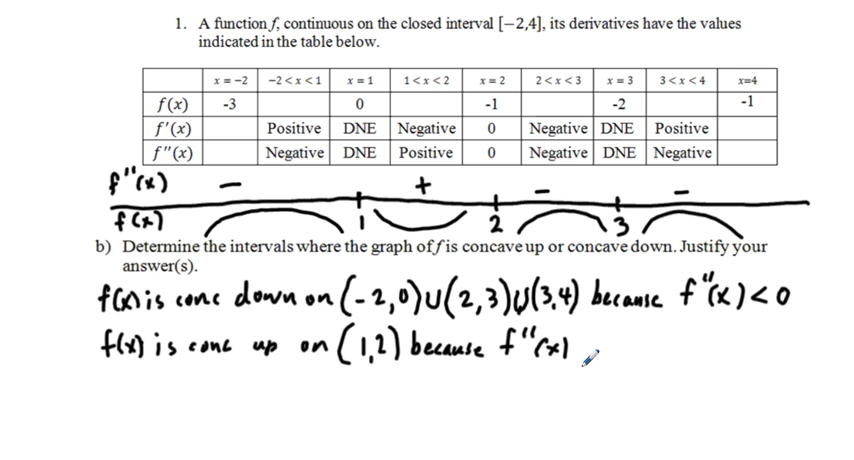 1. A function f, continuous on the closed interval [−2,4], its derivatives have the values
indicated in the table below.
x = −2 −2 < x < 1 x = 1 1 < x < 2 x = 2 2 < x < 3 x = 3 3 < x < 4 x=4
f(x) -3 0 -1 -2 -1
f'(x) Positive DNE Negative 0 Negative DNE Positive
f"(x) Negative DNE Positive 0 Negative DNE Negative
f"(x) − + − −
f(x) 1 2 3
b) Determine the intervals where the graph of f is concave up or concave down. Justify your
answer(s).
f(x) is conc down on (-2,0)∪(2,3)∪(3,4) because f"(x)<0
f(x) is conc up on (1,2) because f"(x)